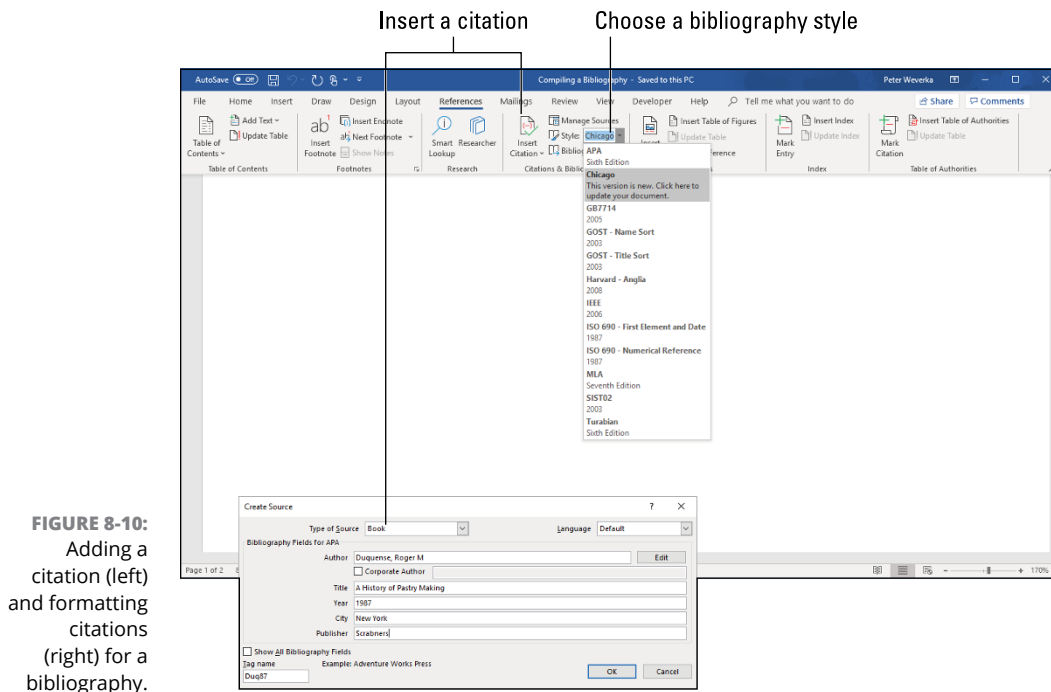 Insert a citation
Choose a bibliography style
AutoSave Off
Compiling a Bibliography - Saved to this PC
Peter Weverka
File Home Insert Draw Design Layout References Mailings Review View Developer Help Tell me what you want to do Share Comments
Table of Contents
Add Text
Update Table
Table of Contents
ab1
Insert Footnote
Insert Endnote
Next Footnote
Show Notes
Footnotes
Smart Lookup
Researcher
Research
Insert Citation
Manage Sources
Style: Chicago
Citations & Biblio
Insert Table of Figures
Update Table
Mark Entry
Insert Index
Update Index
Index
Mark Citation
Insert Table of Authorities
Update Table
Table of Authorities
APA
Sixth Edition
Chicago
This version is new. Click here to
update your document.
GB7714
2005
GOST - Name Sort
2003
GOST - Title Sort
2003
Harvard - Anglia
2008
IEEE
2006
ISO 690 - First Element and Date
1987
ISO 690 - Numerical Reference
1987
MLA
Seventh Edition
SIST02
2003
Turabian
Sixth Edition
Create Source ?
Type of Source Book Language Default
Bibliography Fields for APA
Author Duquense, Roger M Edit
Corporate Author
Title A History of Pastry Making
Year 1987
City New York
Publisher Scrabners
Show All Bibliography Fields
Tag name Example: Adventure Works Press
Duq87
OK Cancel
Page 1 of 2
170%
FIGURE 8-10:
Adding a
citation (left)
and formatting
citations
(right) for a
bibliography.